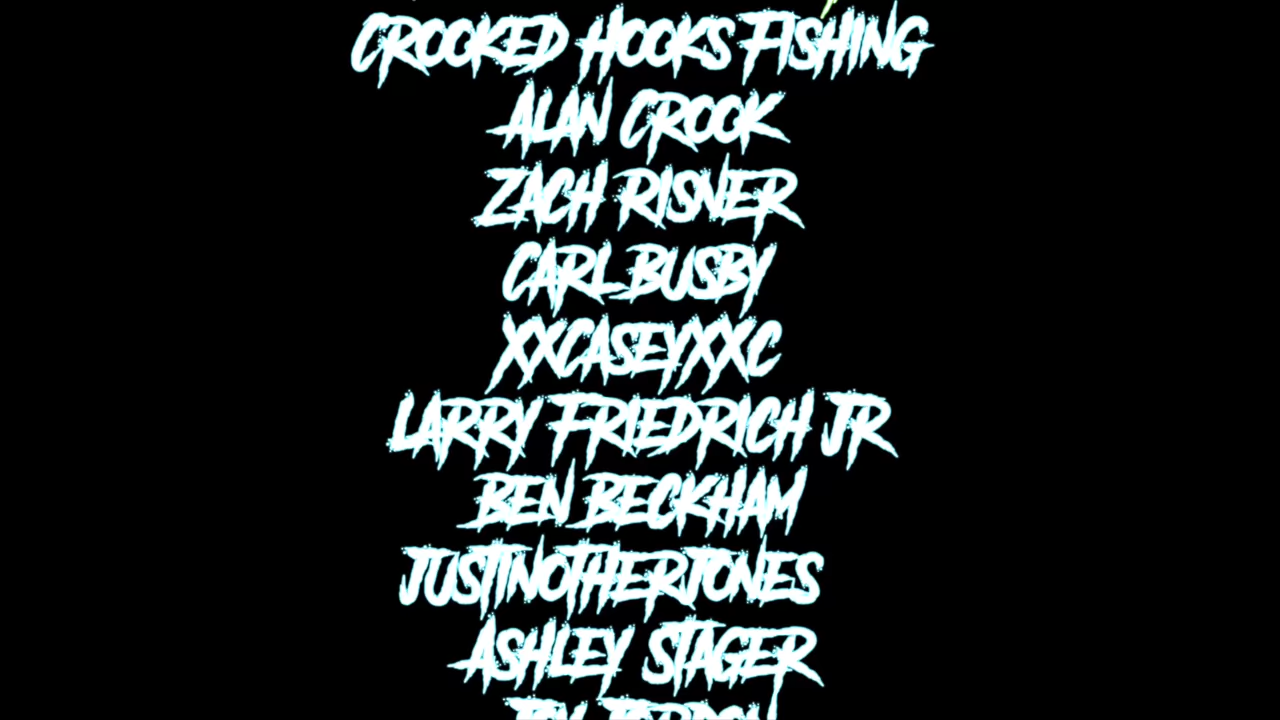 CROOKED HOOKS FISHING
ALAN CROOK
ZACH RISNER
CARL BUSBY
XXCASEYXXC
LARRY FRIEDRICH JR
BEN BECKHAM
JUSTINOTHERJONES
ASHLEY STAGER